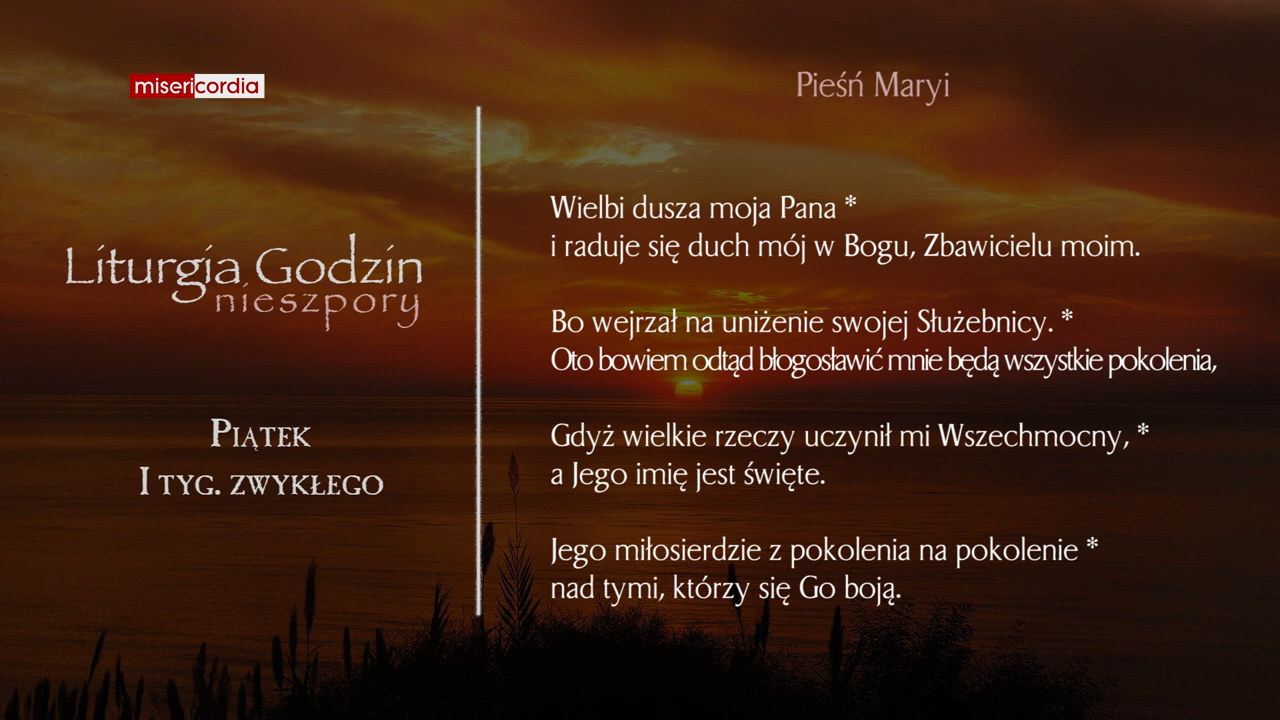 misericordia
Liturgia Godzin
nieszpory
Piątek
I tyg. zwykłego
Pieśń Maryi
Wielbi dusza moja Pana *
i raduje się duch mój w Bogu, Zbawicielu moim.
Bo wejrzał na uniżenie swojej Służebnicy. *
Oto bowiem odtąd błogosławić mnie będą wszystkie pokolenia,
Gdyż wielkie rzeczy uczynił mi Wszechmocny, *
a Jego imię jest święte.
Jego miłosierdzie z pokolenia na pokolenie *
nad tymi, którzy się Go boją.